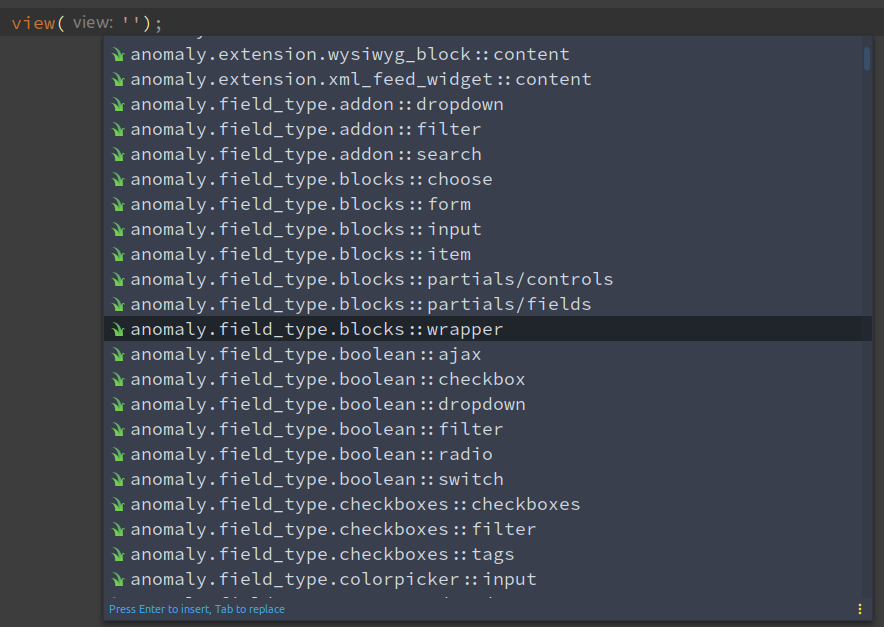 view( view: '');
anomaly.extension.wysiwyg_block::content
anomaly.extension.xml_feed_widget::content
anomaly.field_type.addon::dropdown
anomaly.field_type.addon::filter
anomaly.field_type.addon::search
anomaly.field_type.blocks::choose
anomaly.field_type.blocks::form
anomaly.field_type.blocks::input
anomaly.field_type.blocks::item
anomaly.field_type.blocks::partials/controls
anomaly.field_type.blocks::partials/fields
anomaly.field_type.blocks::wrapper
anomaly.field_type.boolean::ajax
anomaly.field_type.boolean::checkbox
anomaly.field_type.boolean::dropdown
anomaly.field_type.boolean::filter
anomaly.field_type.boolean::radio
anomaly.field_type.boolean::switch
anomaly.field_type.checkboxes::checkboxes
anomaly.field_type.checkboxes::filter
anomaly.field_type.checkboxes::tags
anomaly.field_type.colorpicker::input
Press Enter to insert, Tab to replace